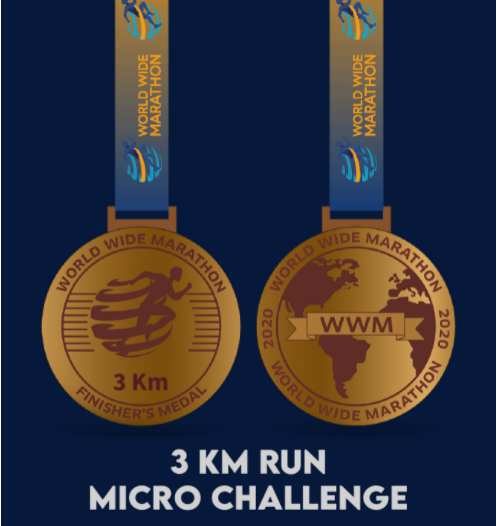 WORLD WIDE
MARATHON
WORLD WIDE
MARATHON
WORLD WIDE MARATHON
3 Km
FINISHER'S MEDAL
WORLD WIDE MARATHON
2020
WWM
2020
WORLD WIDE MARATHON
3 KM RUN
MICRO CHALLENGE